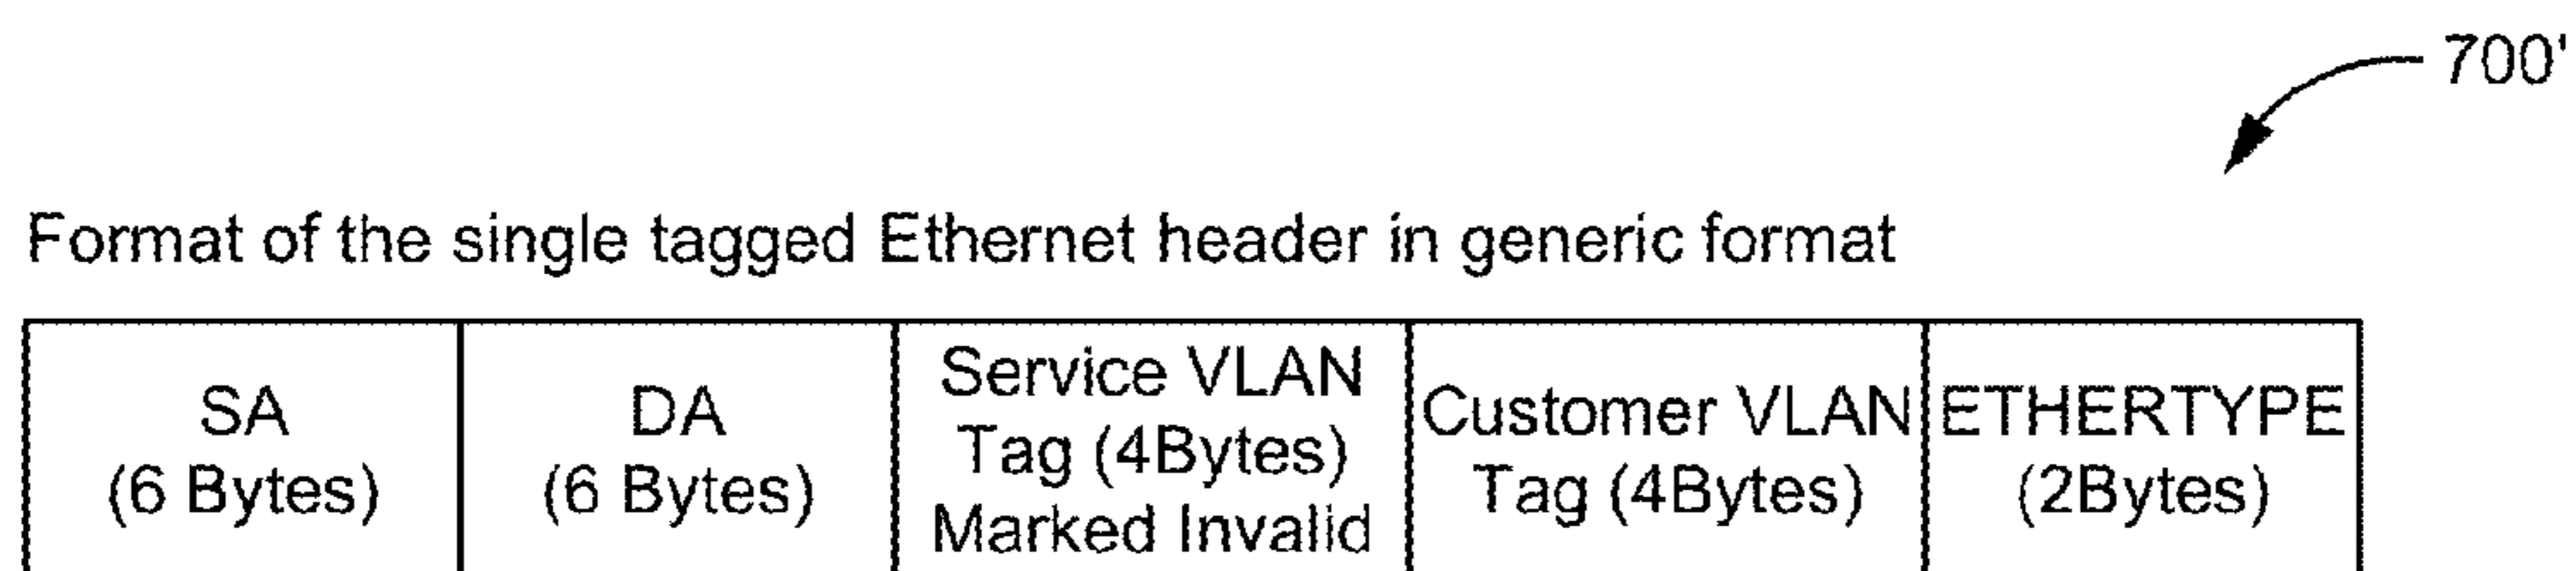 700'
Format of the single tagged Ethernet header in generic format
SA
(6 Bytes)
DA
(6 Bytes)
Service VLAN
Tag (4Bytes)
Marked Invalid
Customer VLAN
Tag (4Bytes)
ETHERTYPE
(2Bytes)